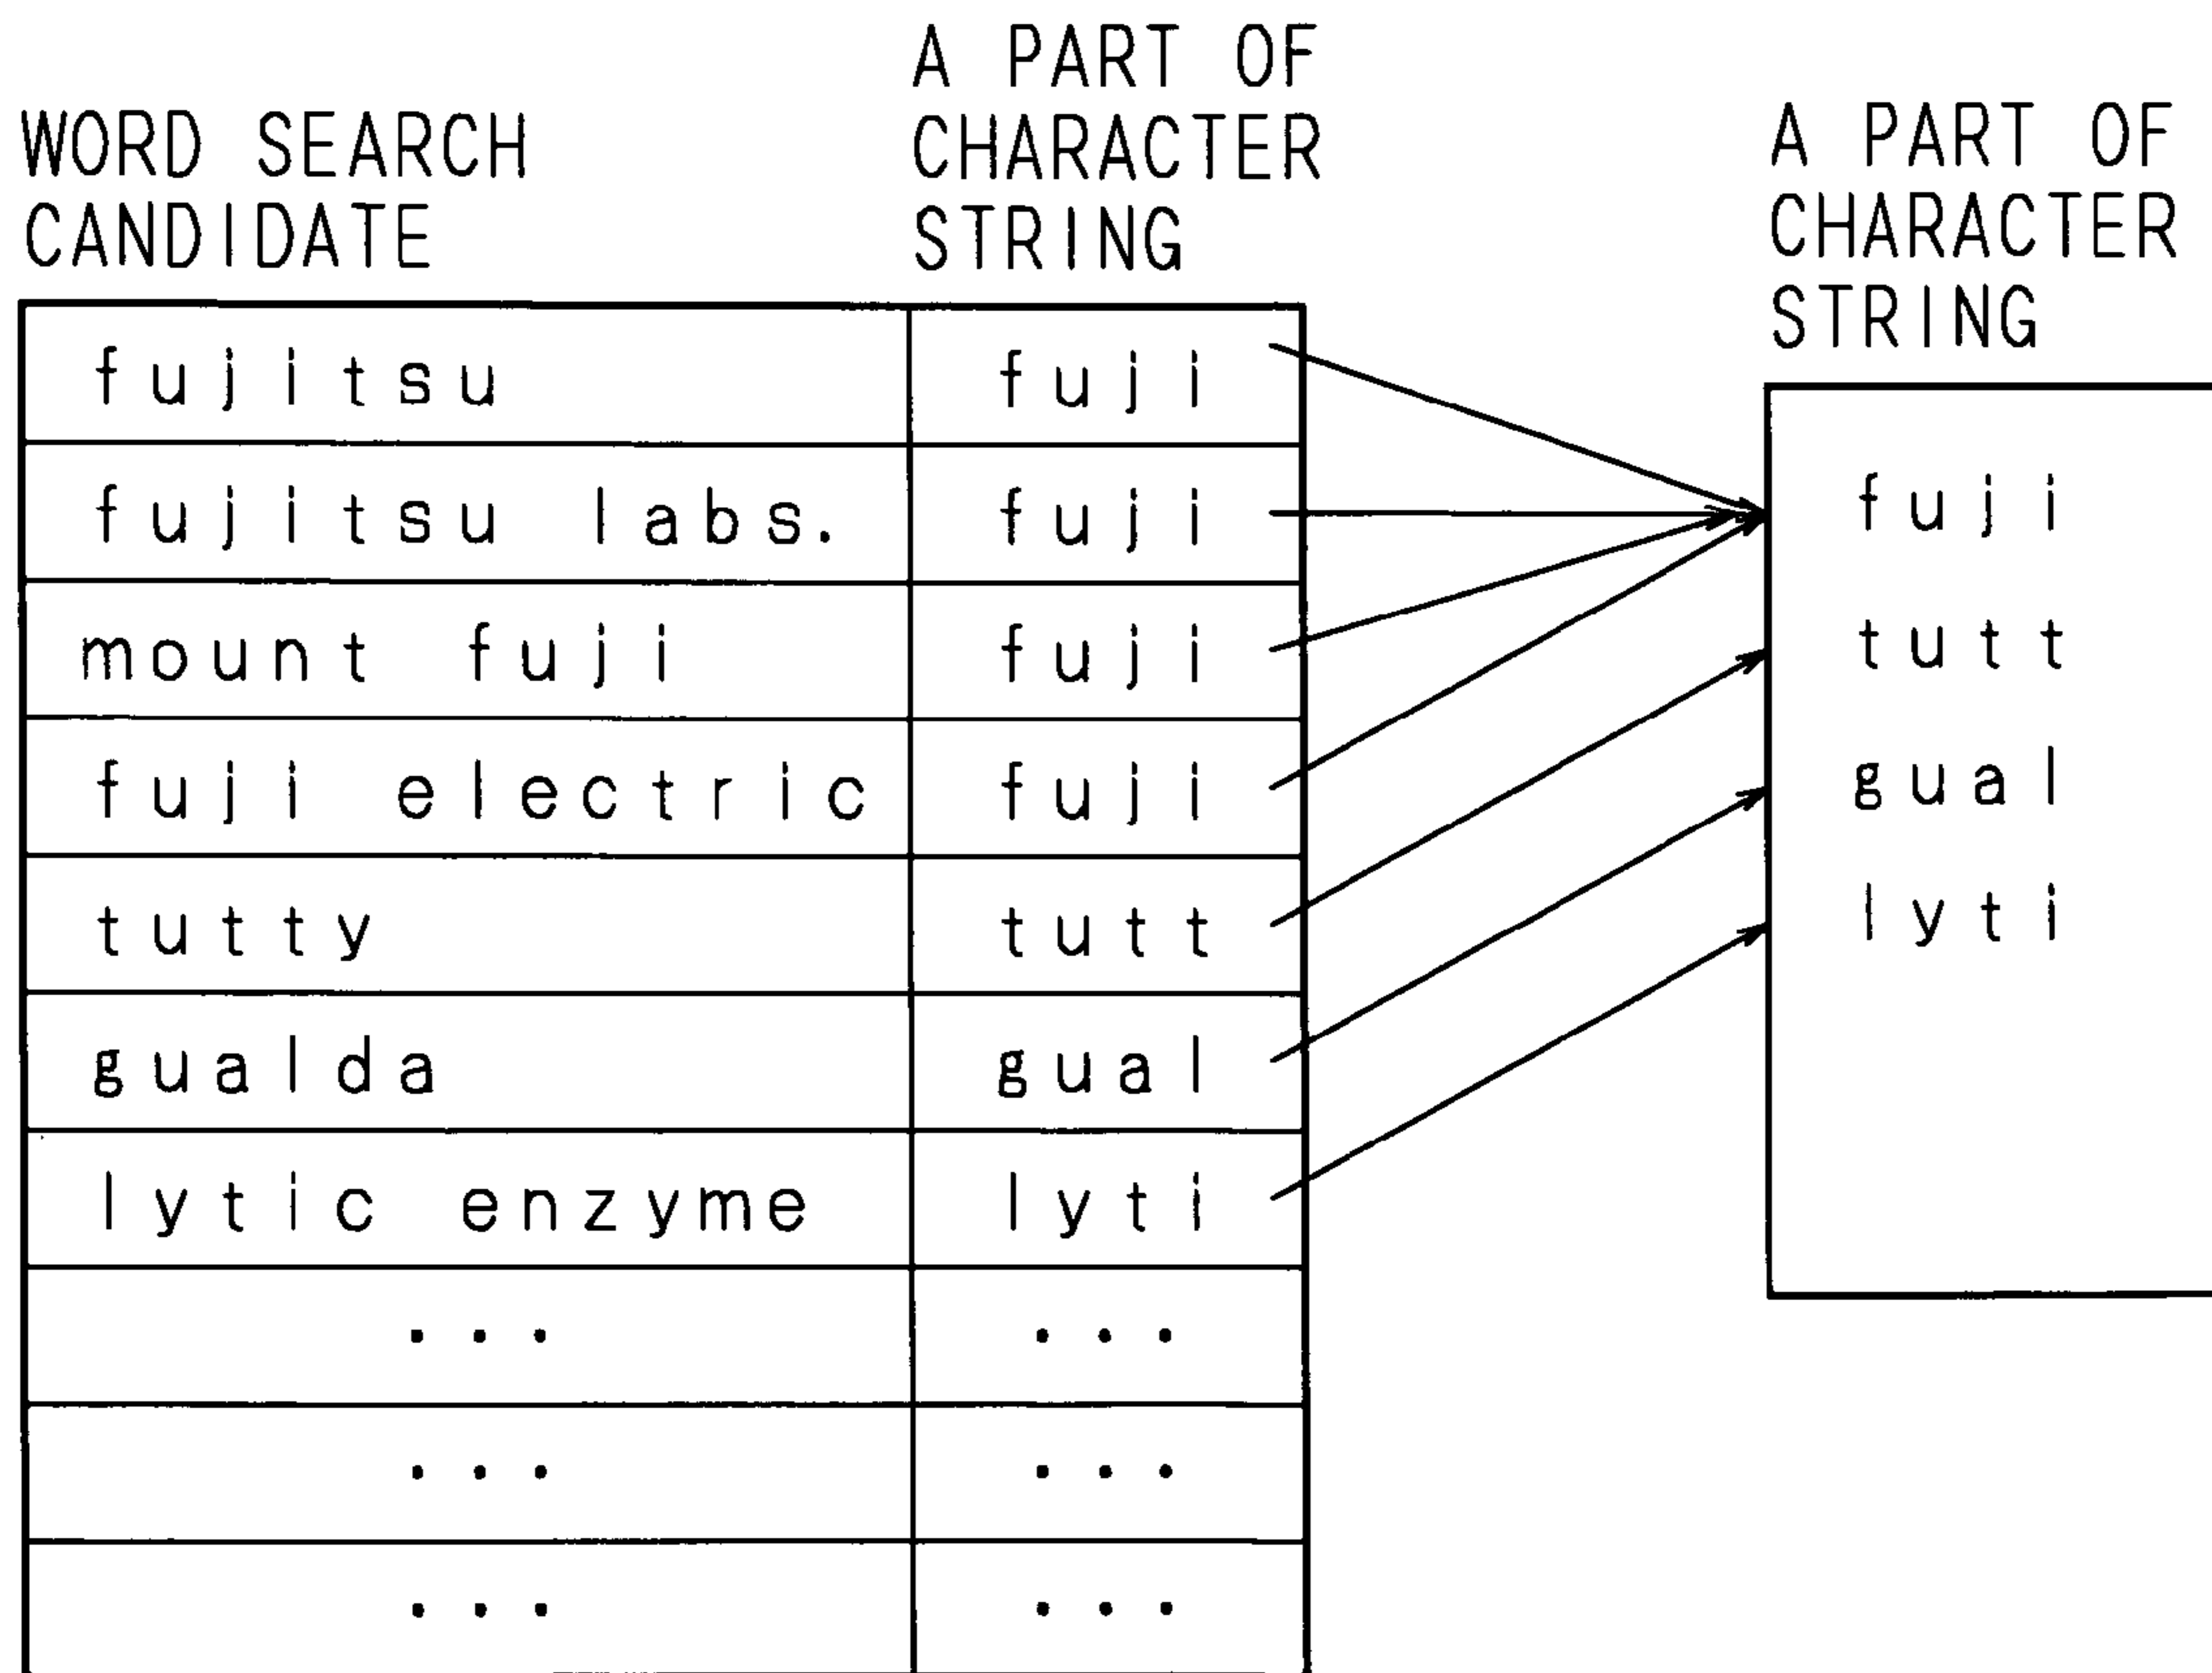 WORD SEARCH
CANDIDATE
A PART OF
CHARACTER
STRING
fujitsu fuji
fujitsu labs. fuji
mount fuji fuji
fuji electric fuji
tutty tutt
gualda gual
lytic enzyme lyti
... ...
... ...
... ...
A PART OF
CHARACTER
STRING
fuji
tutt
gual
lyti